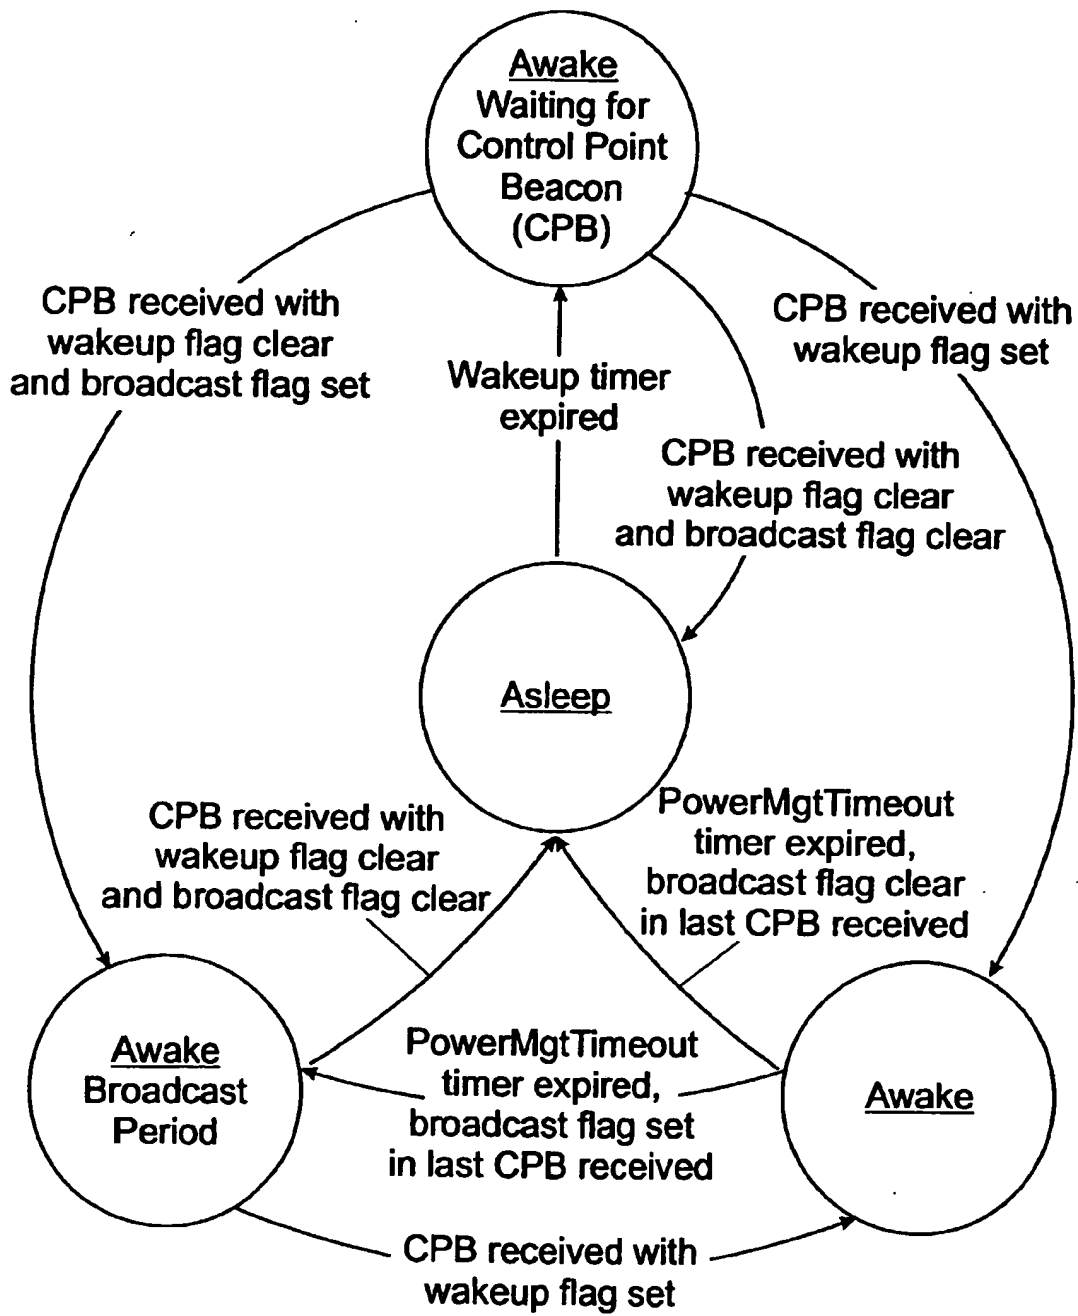 Awake
Waiting for
Control Point
Beacon
(CPB)
CPB received with
wakeup flag clear
and broadcast flag set
CPB received with
wakeup flag set
Wakeup timer
expired
CPB received with
wakeup flag clear
and broadcast flag clear
Asleep
CPB received with
wakeup flag clear
and broadcast flag clear
PowerMgtTimeout
timer expired,
broadcast flag clear
in last CPB received
Awake
Broadcast
Period
PowerMgtTimeout
timer expired,
broadcast flag set
in last CPB received
Awake
CPB received with
wakeup flag set